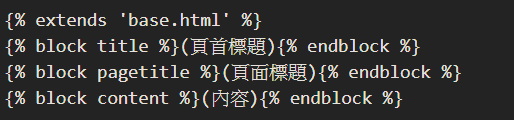 {% extends 'base.html' %}
{% block title %}(頁首標題){% endblock %}
{% block pagetitle %}(頁面標題){% endblock %}
{% block content %}(內容){% endblock %}